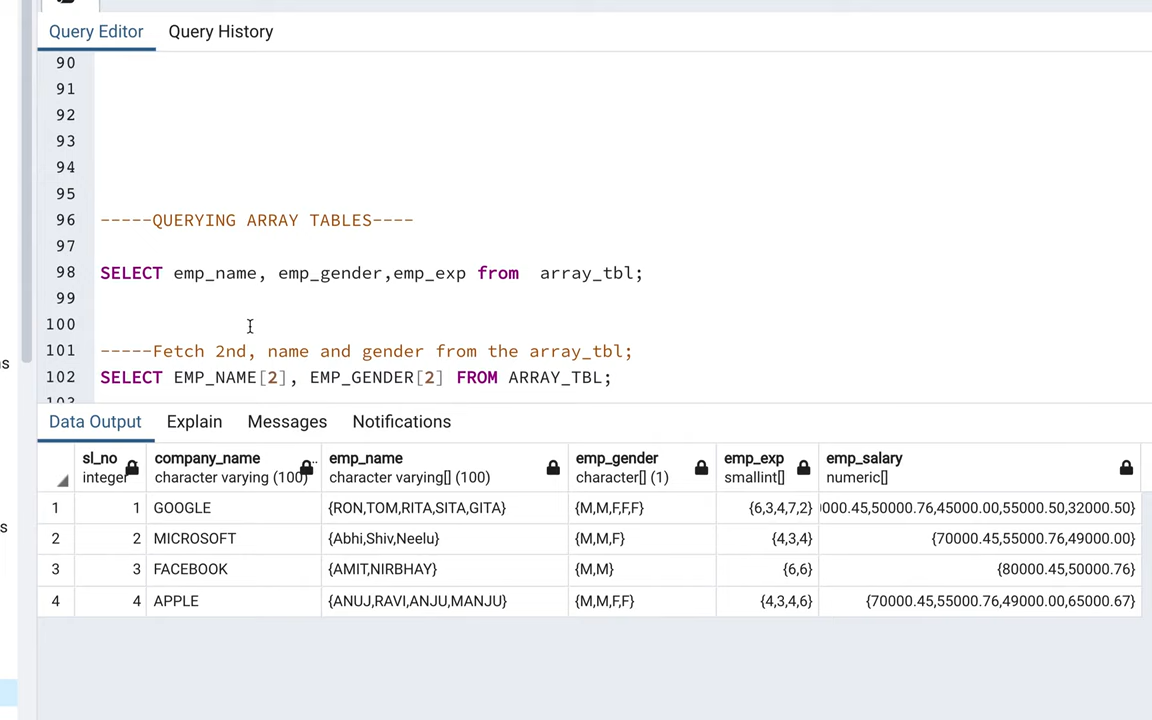 Query Editor Query History
90
91
92
93
94
95
96 -----QUERYING ARRAY TABLES----
97
98 SELECT emp_name, emp_gender,emp_exp from  array_tbl;
99
100
101 -----Fetch 2nd, name and gender from the array_tbl;
102 SELECT EMP_NAME[2], EMP_GENDER[2] FROM ARRAY_TBL;
Data Output Explain Messages Notifications
sl_no company_name emp_name emp_gender emp_exp emp_salary
integer character varying (100) character varying[] (100) character[] (1) smallint[] numeric[]
1 1 GOOGLE {RON,TOM,RITA,SITA,GITA} {M,M,F,F,F} {6,3,4,7,2} 000.45,50000.76,45000.00,55000.50,32000.50}
2 2 MICROSOFT {Abhi,Shiv,Neelu} {M,M,F} {4,3,4} {70000.45,55000.76,49000.00}
3 3 FACEBOOK {AMIT,NIRBHAY} {M,M} {6,6} {80000.45,50000.76}
4 4 APPLE {ANUJ,RAVI,ANJU,MANJU} {M,M,F,F} {4,3,4,6} {70000.45,55000.76,49000.00,65000.67}